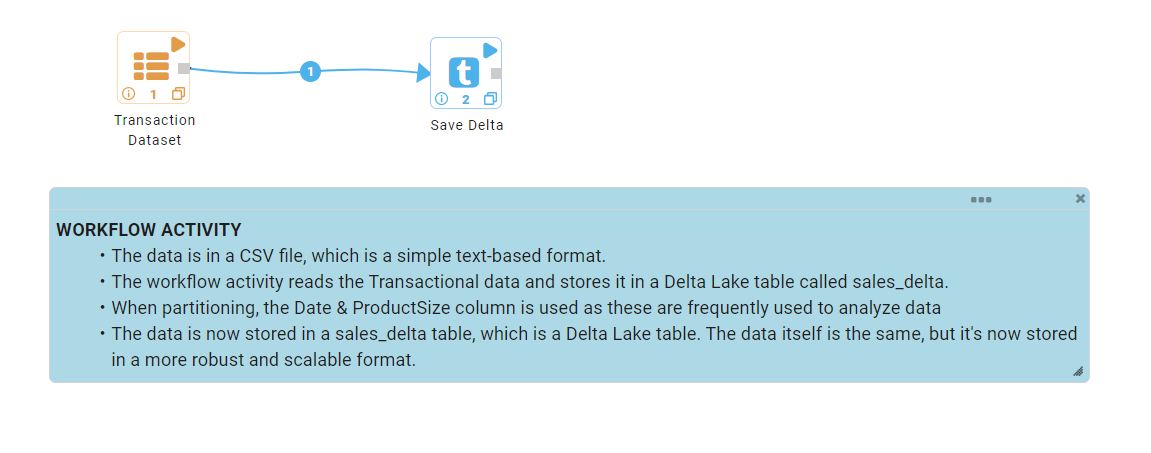 1
t
1
2
Transaction
Dataset
Save Delta
WORKFLOW ACTIVITY
• The data is in a CSV file, which is a simple text-based format.
• The workflow activity reads the Transactional data and stores it in a Delta Lake table called sales_delta.
• When partitioning, the Date & ProductSize column is used as these are frequently used to analyze data
• The data is now stored in a sales_delta table, which is a Delta Lake table. The data itself is the same, but it's now stored
in a more robust and scalable format.